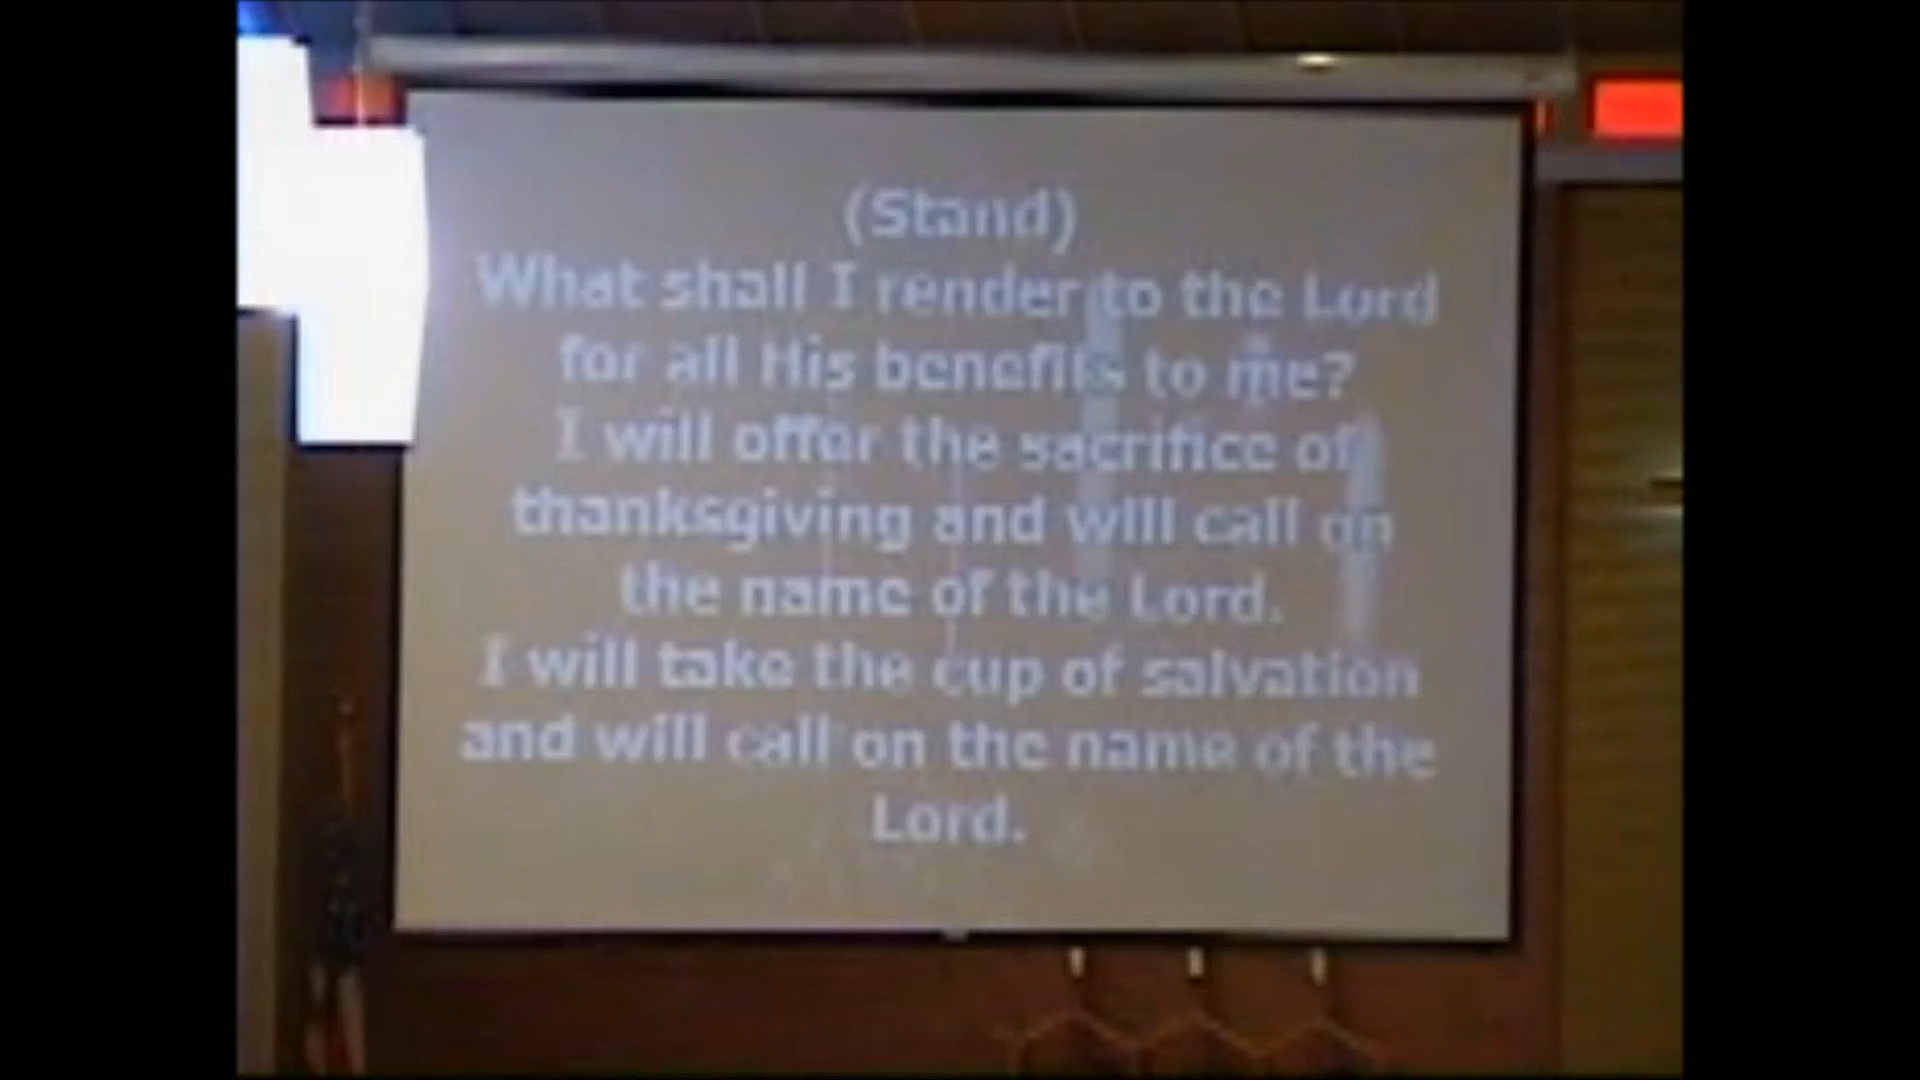 (Stand)
What shall I render to the Lord
for all His benefits to me?
I will offer the sacrifice of
thanksgiving and will call on
the name of the Lord.
I will take the cup of salvation
and will call on the name of the
Lord.